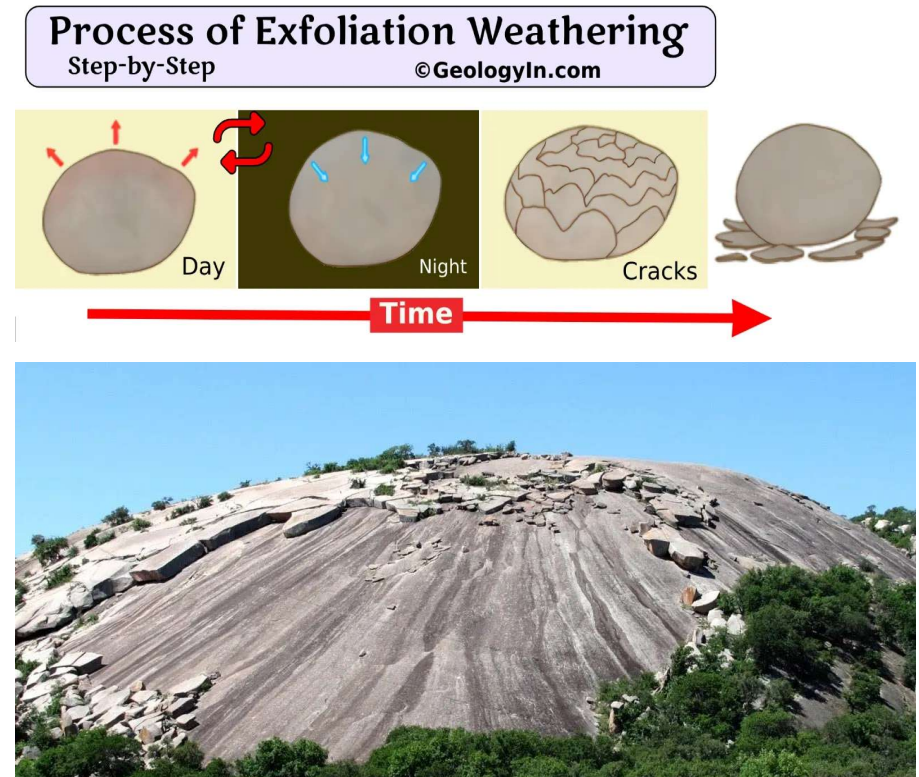 Process of Exfoliation Weathering
Step-by-Step
©GeologyIn.com
Day
Night
Cracks
Time